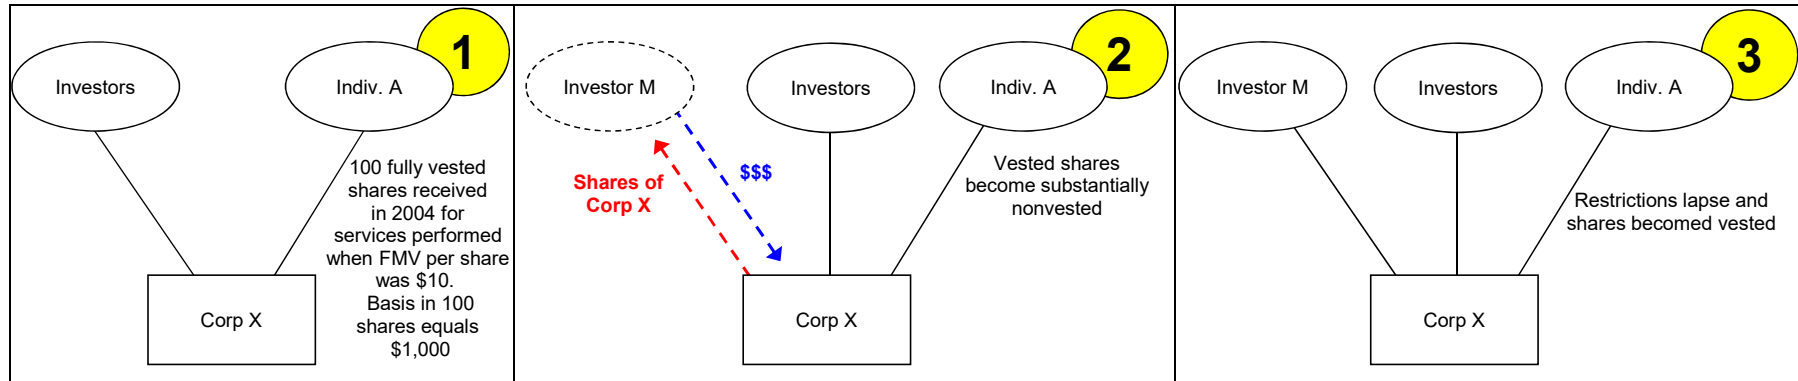 1
Investors
Indiv. A
100 fully vested
shares received
in 2004 for
services performed
when FMV per share
was $10.
Basis in 100
shares equals
$1,000
Corp X
2
Investor M
Investors
Indiv. A
$$$
Shares of
Corp X
Vested shares
become substantially
nonvested
Corp X
3
Investor M
Investors
Indiv. A
Restrictions lapse and
shares becomed vested
Corp X